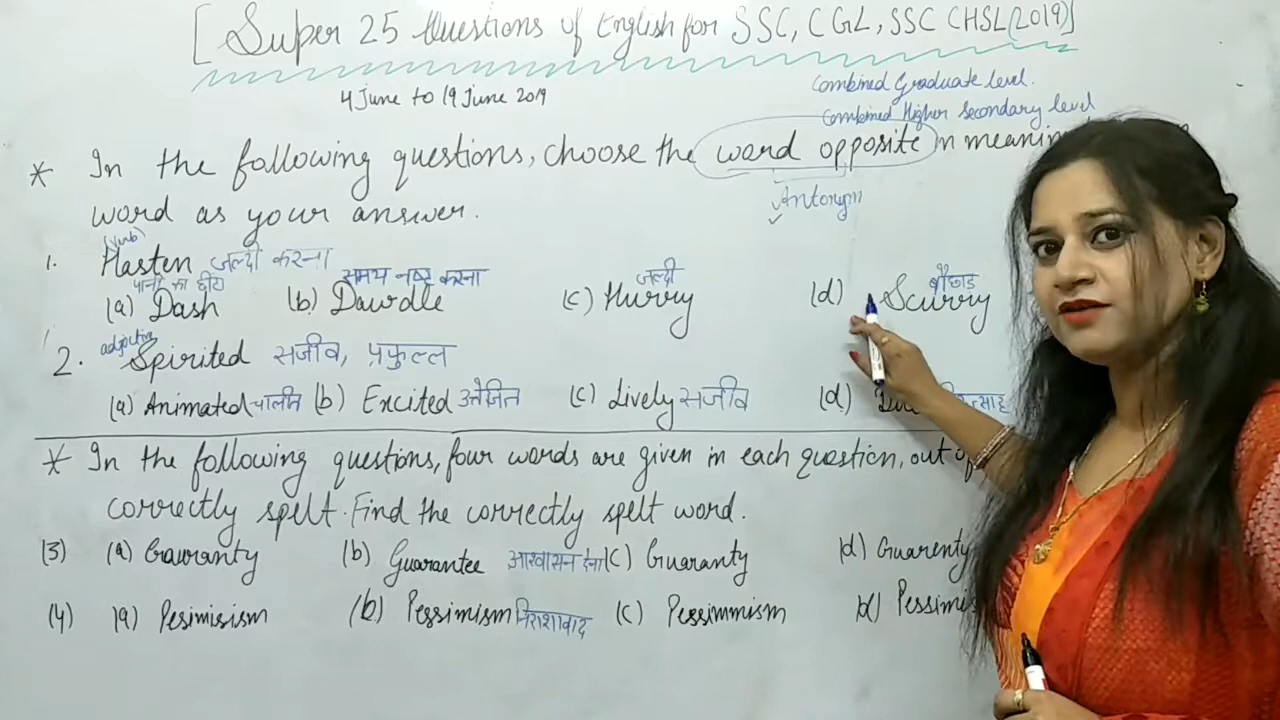 [Super 25 Questions of English for SSC, CGL, SSC CHSL(2019)]
4 June to 19 June 2019
Combined Graduate level.
Combined Higher secondary level
* In the following questions, choose the word opposite in meanin
Antonym
word as your answer.
(verb)
1. Hasten जल्दी करना
समय नष्ट करना जल्दी बौछाड
(a) Dash (b) Dawdle (c) Hurry (d) Scurry
adjective
2. Spirited सजीव, प्रफुल्ल
(a) Animated चालीत (b) Excited उत्तेजित (c) Lively सजीव (d)
* In the following questions, four words are given in each question, out of
correctly spelt. Find the correctly spelt word.
(3) (a) Gauranty (b) Guarantee आश्वासन देना (c) Guaranty (d) Guarenty
(4) (a) Pesimisism (b) Pessimism निराशावाद (c) Pessimmism (d) Pessimis